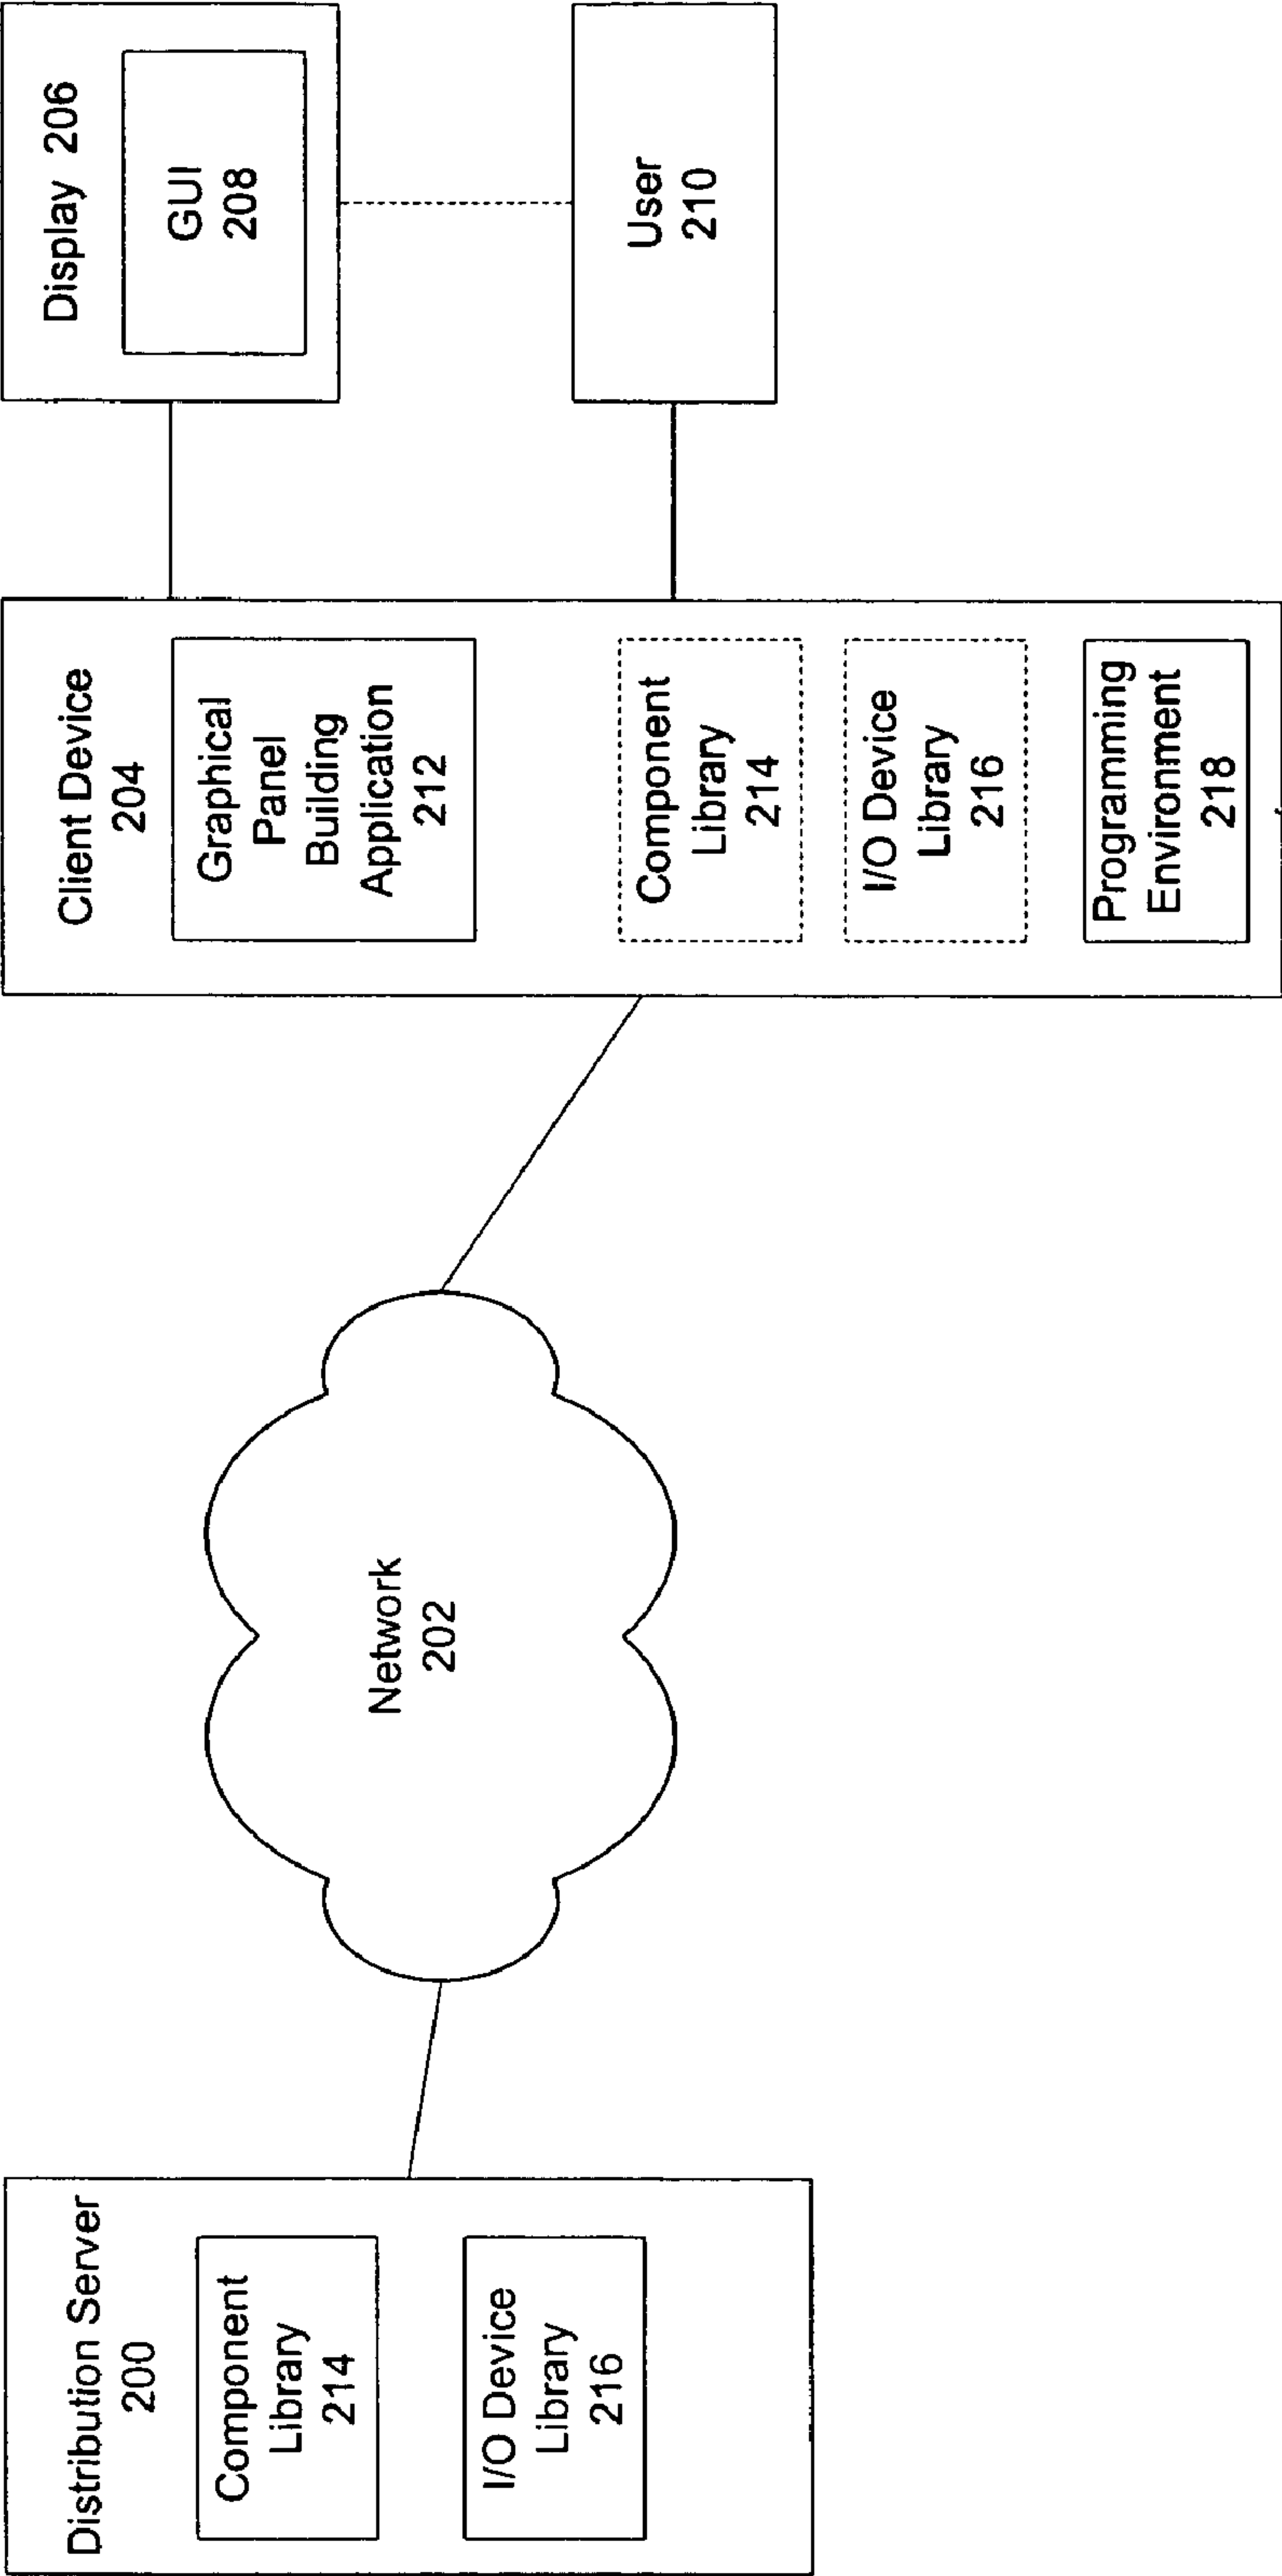 Distribution Server
200
Component
Library
214
I/O Device
Library
216
Network
202
Client Device
204
Graphical
Panel
Building
Application
212
Component
Library
214
I/O Device
Library
216
Programming
Environment
218
Display 206
GUI
208
User
210